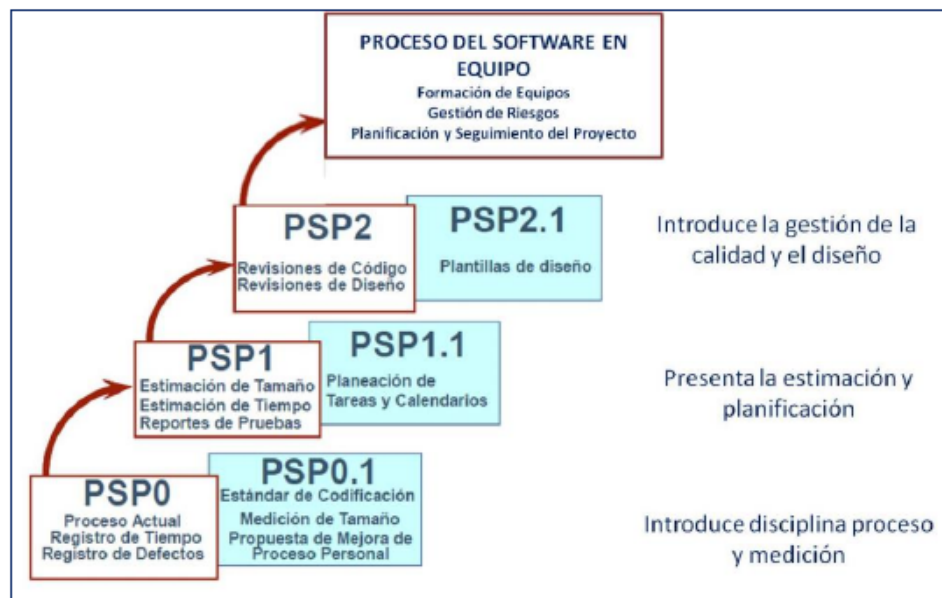 PROCESO DEL SOFTWARE EN
EQUIPO
Formación de Equipos
Gestión de Riesgos
Planificación y Seguimiento del Proyecto
PSP2
Revisiones de Código
Revisiones de Diseño
PSP2.1
Plantillas de diseño
Introduce la gestión de la
calidad y el diseño
PSP1
Estimación de Tamaño
Estimación de Tiempo
Reportes de Pruebas
PSP1.1
Planeación de
Tareas y Calendarios
Presenta la estimación y
planificación
PSP0
Proceso Actual
Registro de Tiempo
Registro de Defectos
PSP0.1
Estándar de Codificación
Medición de Tamaño
Propuesta de Mejora de
Proceso Personal
Introduce disciplina proceso
y medición